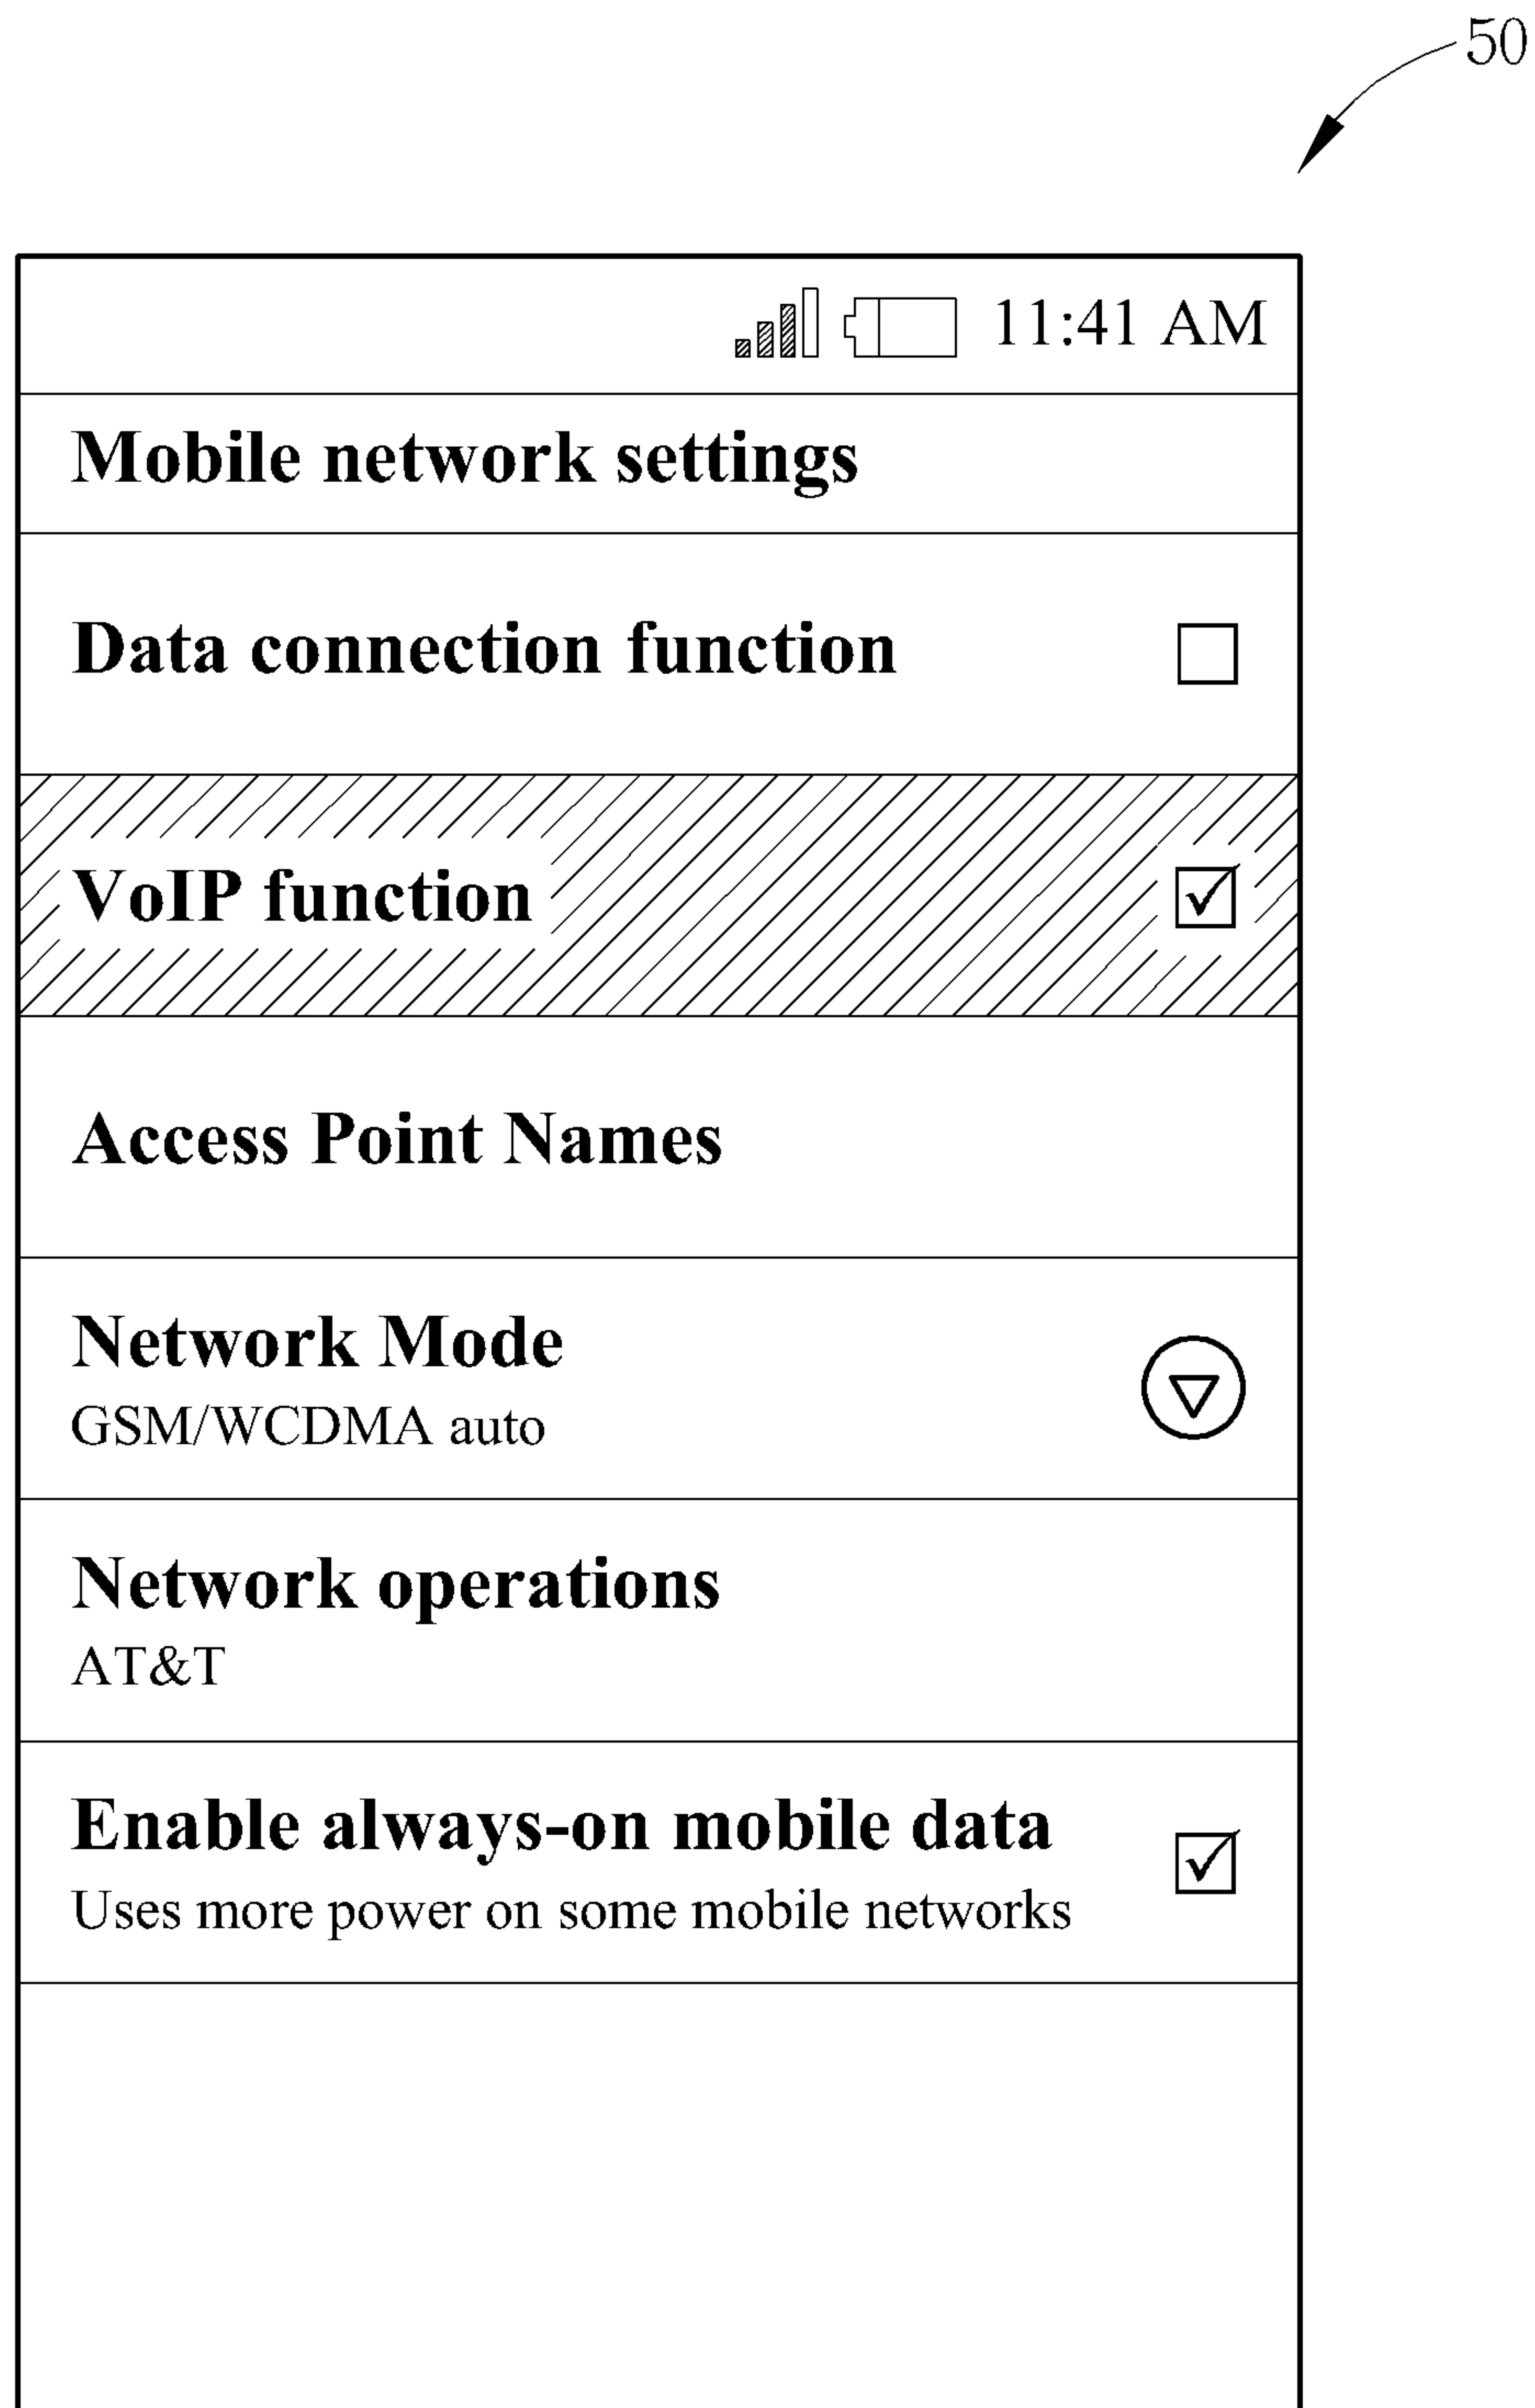 50
11:41 AM
Mobile network settings
Data connection function
VoIP function
Access Point Names
Network Mode
GSM/WCDMA auto
Network operations
AT&T
Enable always-on mobile data
Uses more power on some mobile networks